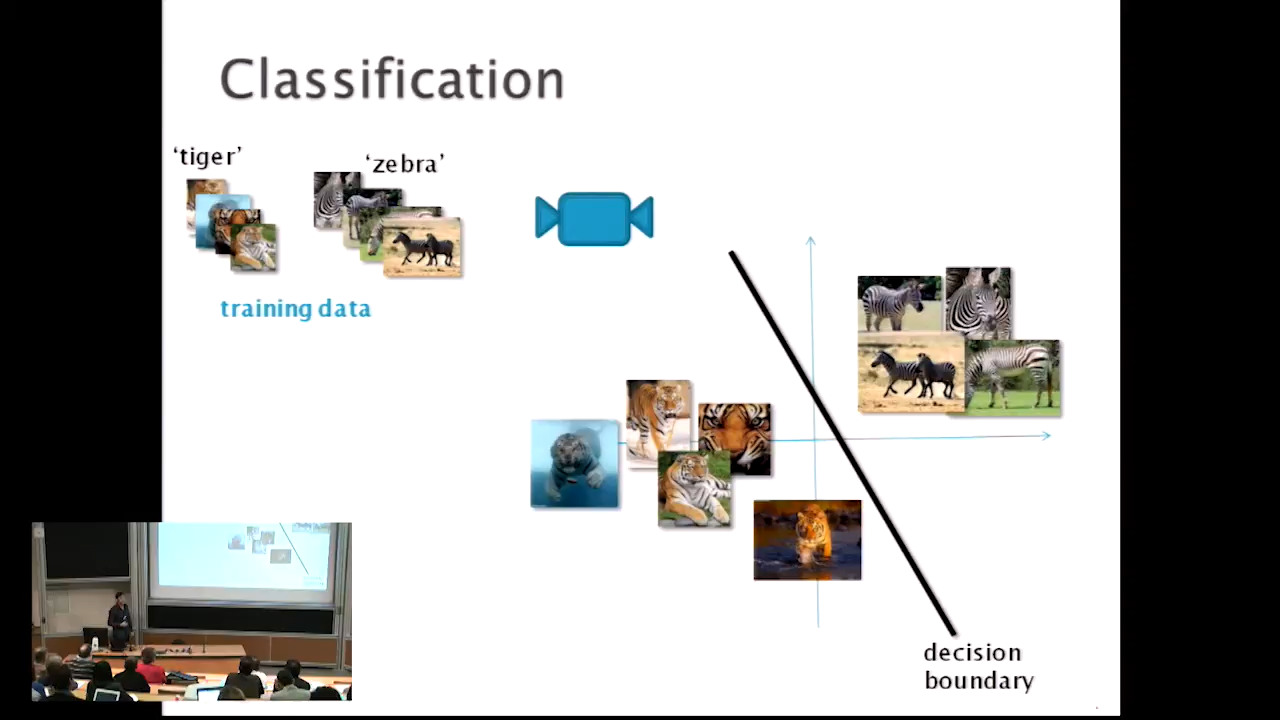 Classification
‘tiger’
‘zebra’
training data
decision
boundary